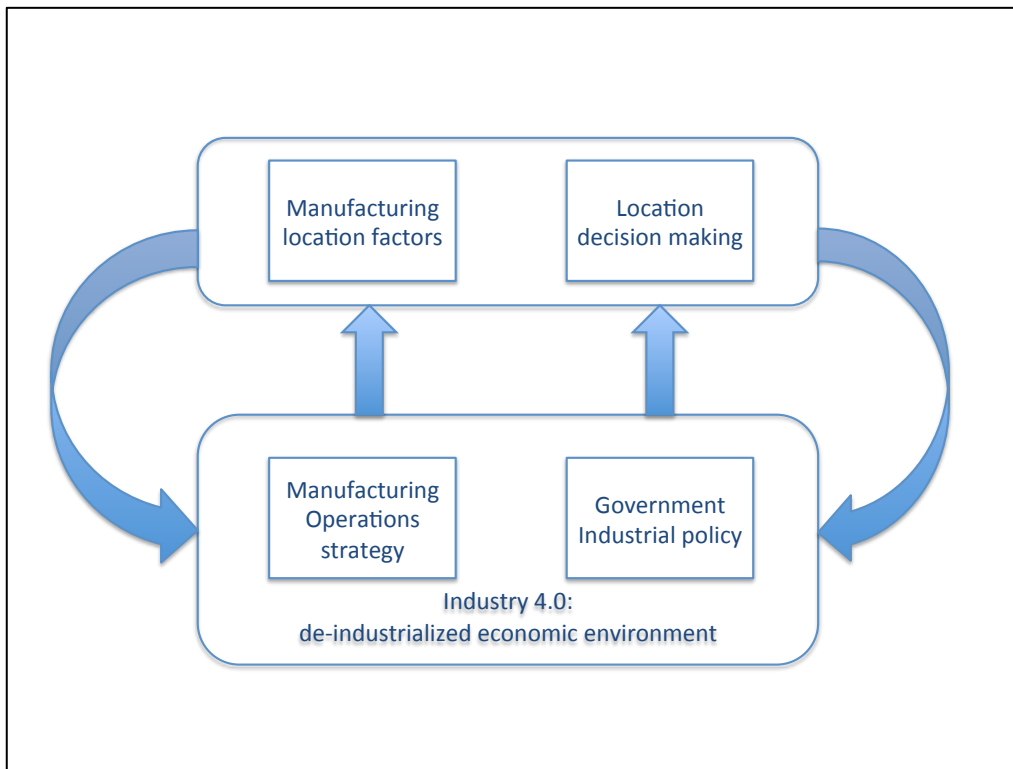 Manufacturing
location factors
Location
decision making
Manufacturing
Operations
strategy
Government
Industrial policy
Industry 4.0:
de-industrialized economic environment